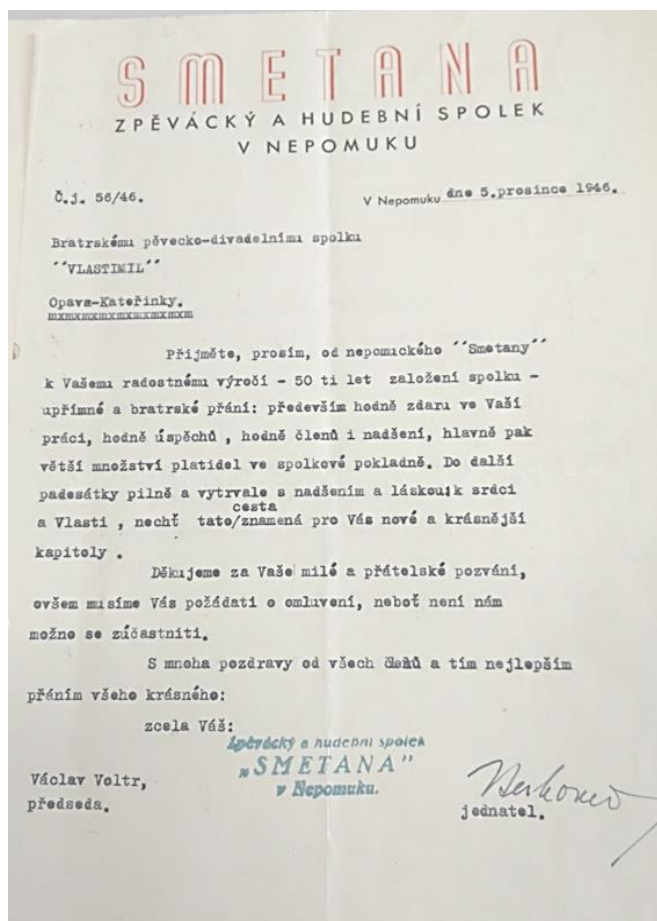 SMETANA
ZPĚVÁCKÝ A HUDEBNÍ SPOLEK
V NEPOMUKU
Č.j. 56/46.
V Nepomuku dne 5.prosince 1946.
Bratrskému pěvecko-divadelnímu spolku
´´VLASTIMIL´´
Opava-Kateřinky.
mxmxmxmxmxmxmxmxm
Přijměte, prosím, od nepomického ´´Smetany´´
k Vašemu radostnému výročí - 50 ti let založení spolku -
upřímné a bratrské přání: především hodně zdaru ve Vaší
práci, hodně úspěchů , hodně členů i nadšení, hlavně pak
větší množství platidel ve spolkové pokladně. Do další
padesátky pilně a vytrvale s nadšením a láskou k srdci
cesta
a Vlasti , nechť tato/znamená pro Vás nové a krásnější
kapitoly .
Děkujeme za Vaše milé a přátelské pozvání,
ovšem musíme Vás požádati o omluvení, neboť není nám
možno se zúčastniti.
S mnoha pozdravy od všech členů a tím nejlepším
přáním všeho krásného:
zcela Váš:
Zpěvácký a hudební spolek
„SMETANA"
v Nepomuku.
Václav Voltr,
předseda.
jednatel.